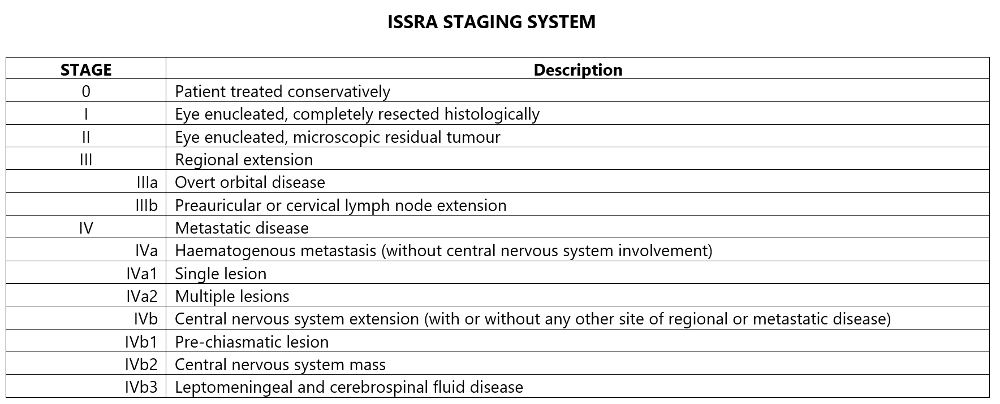 ISSRA STAGING SYSTEM
STAGE Description
0 Patient treated conservatively
I Eye enucleated, completely resected histologically
II Eye enucleated, microscopic residual tumour
III Regional extension
IIIa Overt orbital disease
IIIb Preauricular or cervical lymph node extension
IV Metastatic disease
IVa Haematogenous metastasis (without central nervous system involvement)
IVa1 Single lesion
IVa2 Multiple lesions
IVb Central nervous system extension (with or without any other site of regional or metastatic disease)
IVb1 Pre-chiasmatic lesion
IVb2 Central nervous system mass
IVb3 Leptomeningeal and cerebrospinal fluid disease